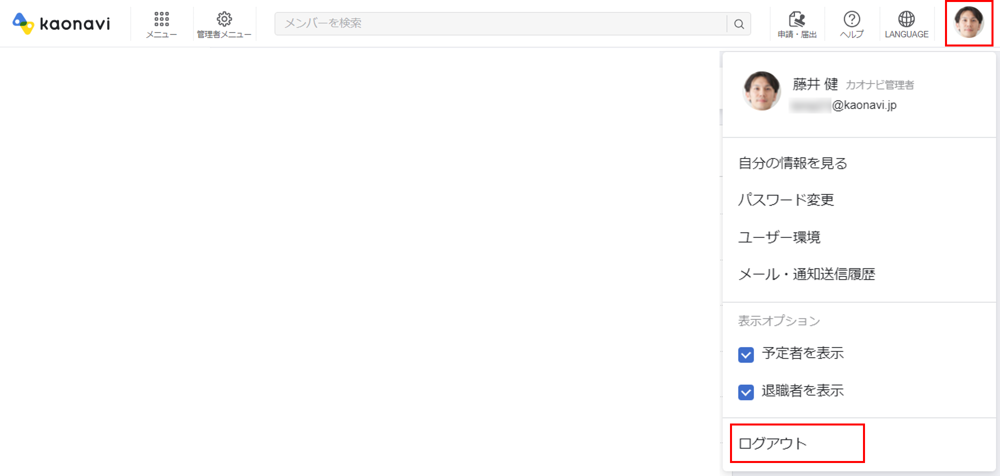 kaonavi
メニュー
管理者メニュー
メンバーを検索
申請・届出
ヘルプ
LANGUAGE
藤井 健 カオナビ管理者
@kaonavi.jp
自分の情報を見る
パスワード変更
ユーザー環境
メール・通知送信履歴
表示オプション
予定者を表示
退職者を表示
ログアウト